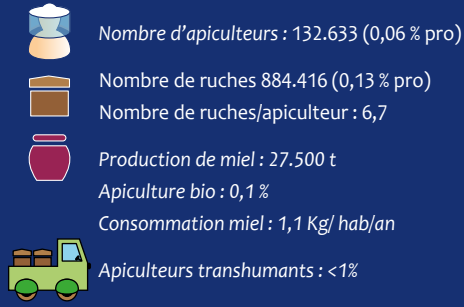 Nombre d'apiculteurs : 132.633 (0,06 % pro)
Nombre de ruches 884.416 (0,13 % pro)
Nombre de ruches/apiculteur : 6,7
Production de miel : 27.500 t
Apiculture bio : 0,1 %
Consommation miel : 1,1 Kg/ hab/an
Apiculteurs transhumants : <1%